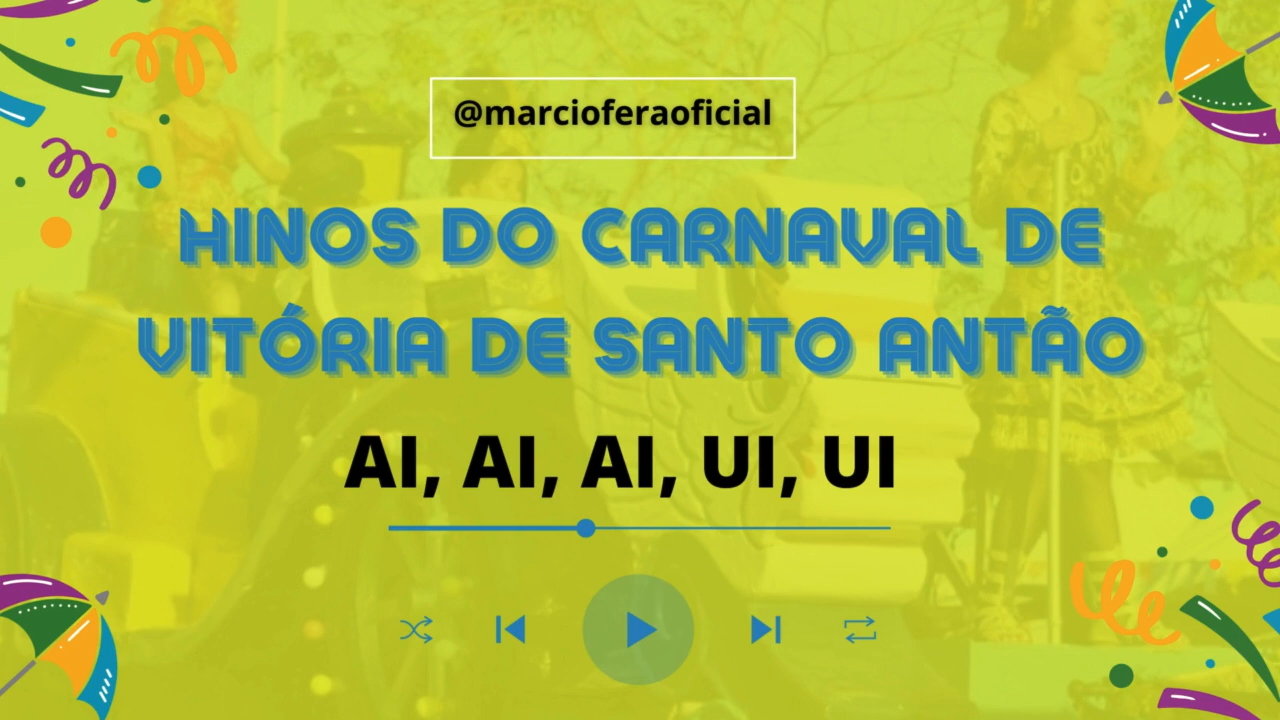 @marcioferaoficial
HINOS DO CARNAVAL DE
VITÓRIA DE SANTO ANTÃO
AI, AI, AI, UI, UI